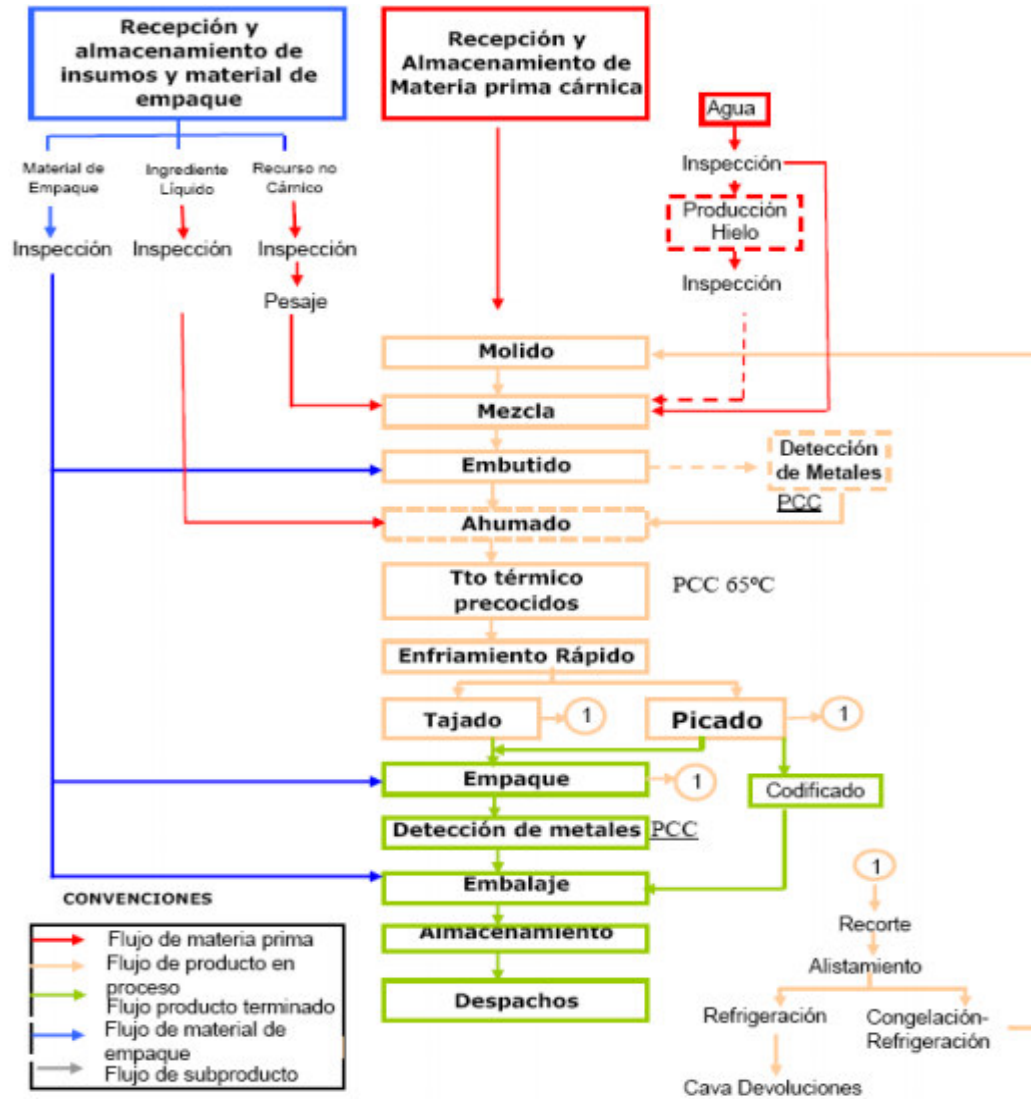 Recepción y
almacenamiento de
insumos y material de
empaque
Recepción y
Almacenamiento de
Materia prima cárnica
Agua
Inspección
Producción
Hielo
Inspección
Material de
Empaque
Ingrediente
Líquido
Recurso no
Cárnico
Inspección
Inspección
Inspección
Pesaje
Molido
Mezcla
Embutido
Detección
de Metales
PCC
Ahumado
Tto térmico
precocidos
PCC 65ºC
Enfriamiento Rápido
Tajado
1
Picado
1
Empaque
1
Codificado
Detección de metales
PCC
Embalaje
Almacenamiento
Despachos
1
Recorte
Alistamiento
Refrigeración
Congelación-
Refrigeración
Cava Devoluciones
CONVENCIONES
Flujo de materia prima
Flujo de producto en
proceso
Flujo producto terminado
Flujo de material de
empaque
Flujo de subproducto